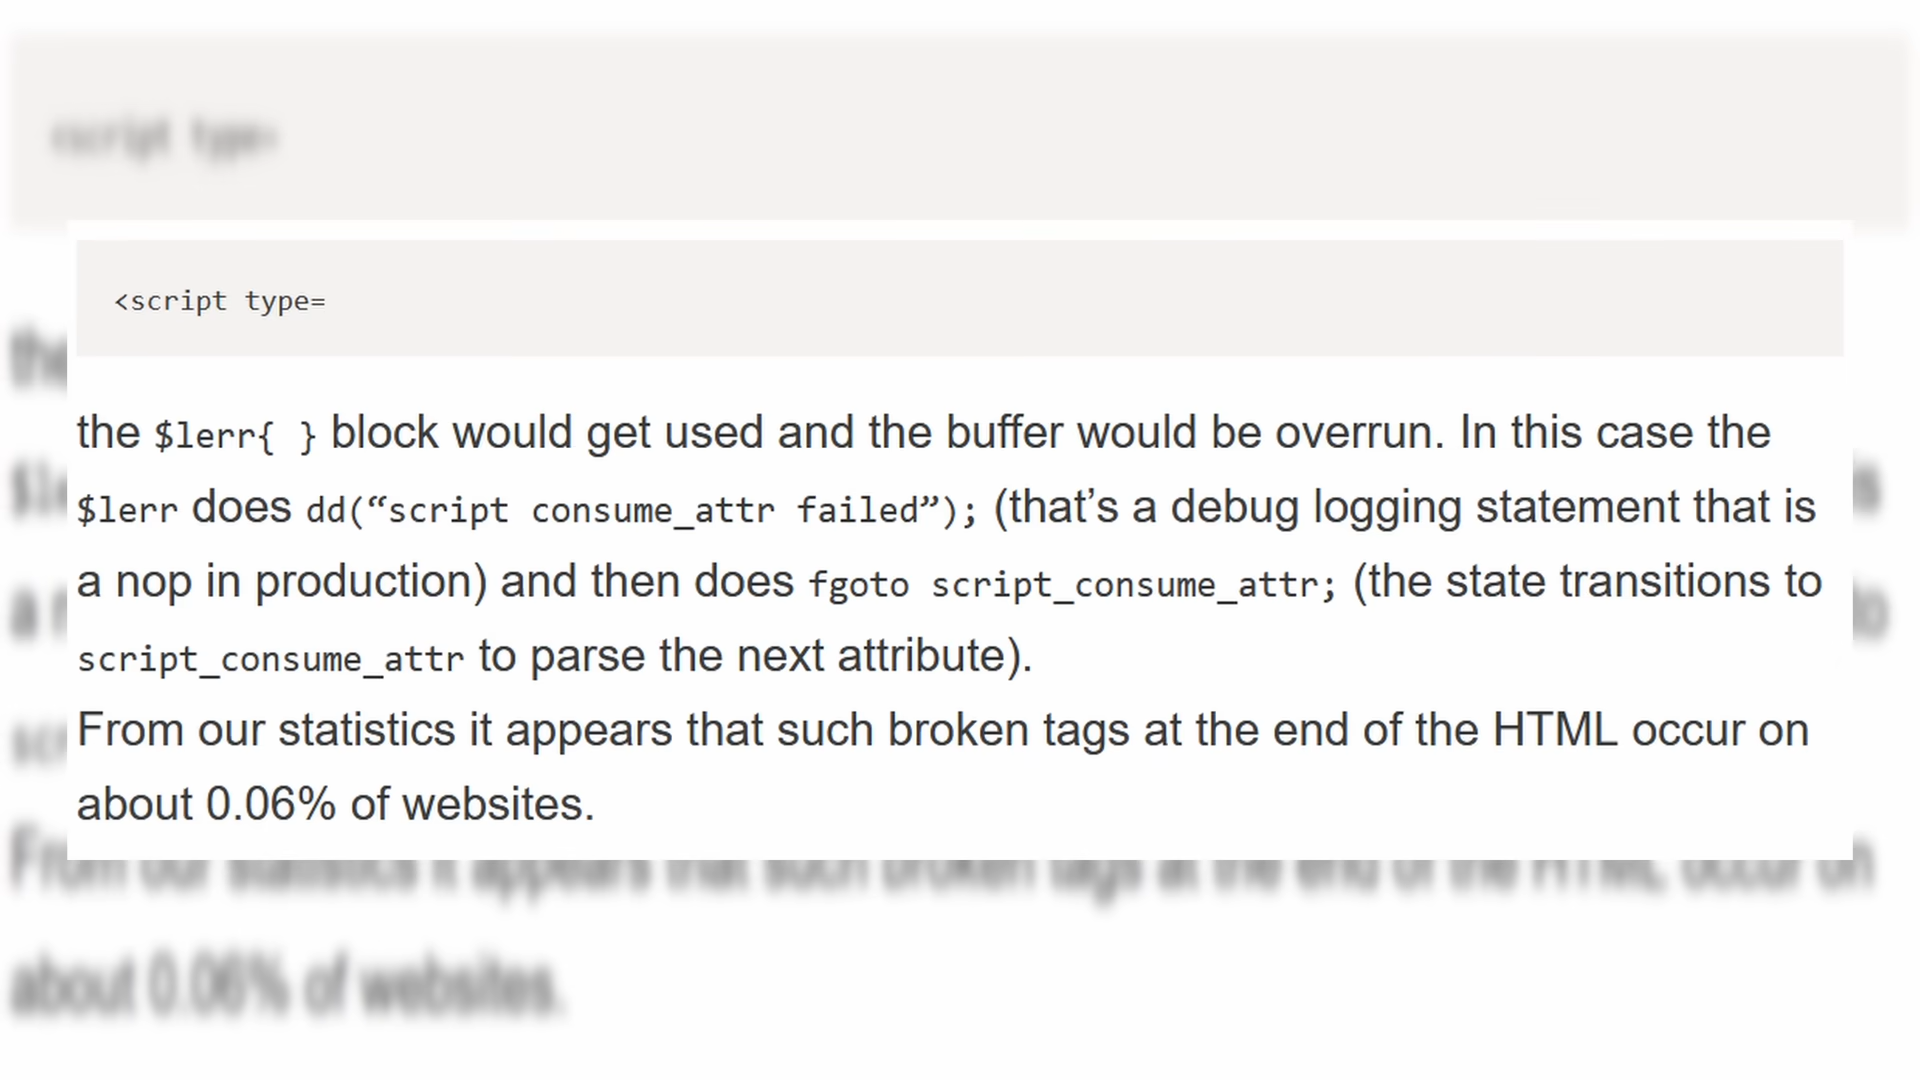 <script type=
the $lerr{ } block would get used and the buffer would be overrun. In this case the
$lerr does dd(“script consume_attr failed”); (that’s a debug logging statement that is
a nop in production) and then does fgoto script_consume_attr; (the state transitions to
script_consume_attr to parse the next attribute).
From our statistics it appears that such broken tags at the end of the HTML occur on
about 0.06% of websites.